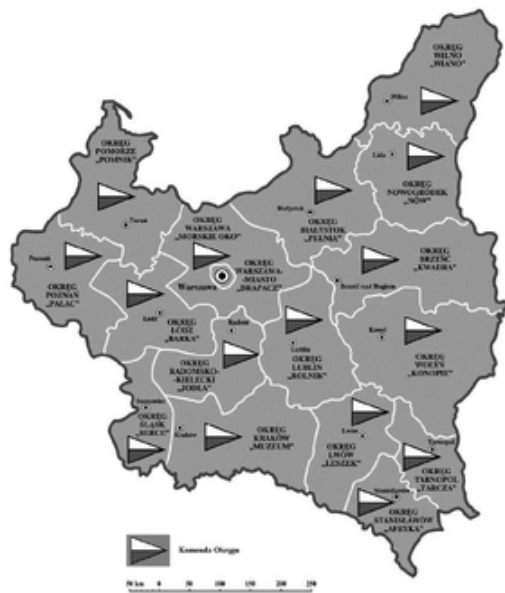 OKRĘG
WILNO
„WIANO”
Wilno
OKRĘG
POMORZE
„POMNIK”
Lida
OKRĘG
NOWOGRÓDEK
„NÓW”
Toruń
OKRĘG
WARSZAWA
„MORSKIE OKO”
Białystok
OKRĘG
BIAŁYSTOK
„PEŁNIA”
Poznań
OKRĘG
POZNAŃ
„PAŁAC”
Warszawa
OKRĘG
WARSZAWA-
MIASTO
„DRAPACZ”
OKRĘG
BRZEŚĆ
„KWADRA”
Brześć nad Bugiem
Łódź
OKRĘG
ŁÓDŹ
„BARKA”
Radom
Lublin
OKRĘG
LUBLIN
„ROLNIK”
Kowel
OKRĘG
WOŁYŃ
„KONOPIE”
OKRĘG
RADOMSKO-
-KIELECKI
„JODŁA”
Sosnowiec
OKRĘG
ŚLĄSK
„SERCE”
Kraków
OKRĘG
KRAKÓW
„MUZEUM”
Lwów
OKRĘG
LWÓW
„LESZEK”
Tarnopol
OKRĘG
TARNOPOL
„TARCZA”
Stanisławów
OKRĘG
STANISŁAWÓW
„AFRYKA”
Komenda Okręgu
50 km 0 50 100 150 200 250